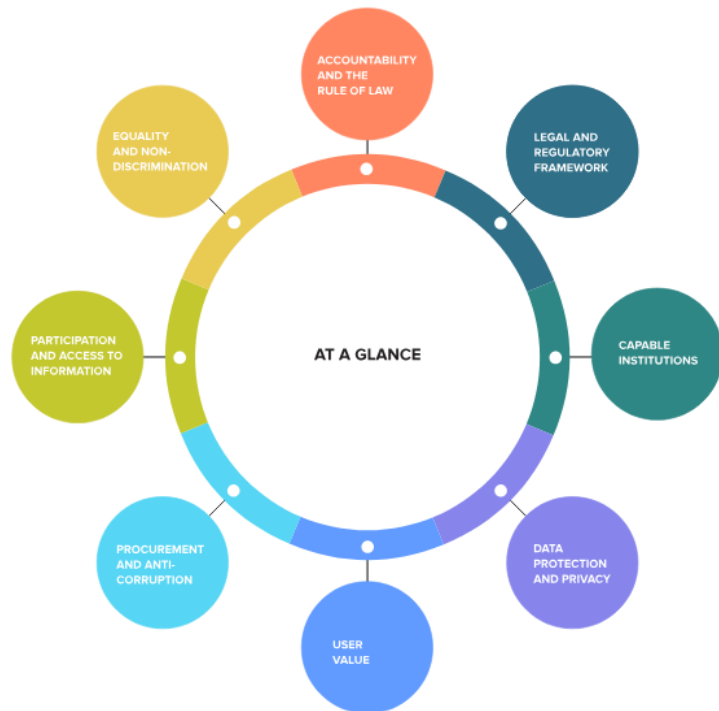 ACCOUNTABILITY
AND THE
RULE OF LAW
LEGAL AND
REGULATORY
FRAMEWORK
CAPABLE
INSTITUTIONS
DATA
PROTECTION
AND PRIVACY
USER
VALUE
PROCUREMENT
AND ANTI-
CORRUPTION
PARTICIPATION
AND ACCESS TO
INFORMATION
EQUALITY
AND NON-
DISCRIMINATION
AT A GLANCE